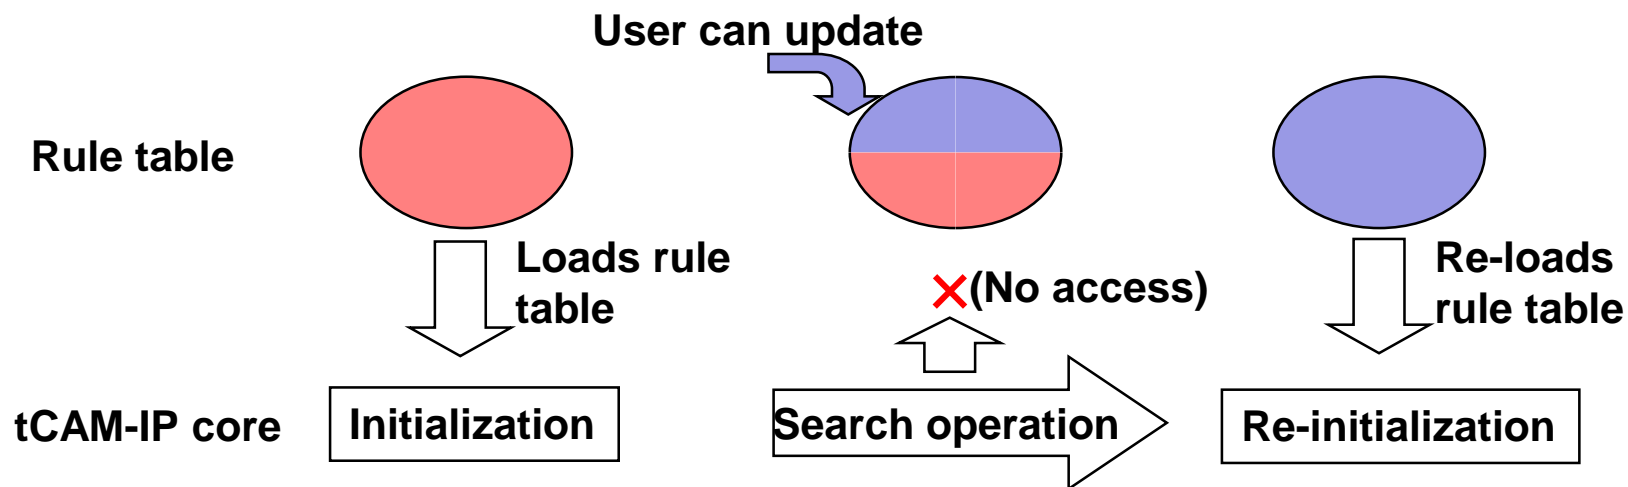 User can update
Rule table
Loads rule
table
(No access)
Re-loads
rule table
tCAM-IP core
Initialization
Search operation
Re-initialization